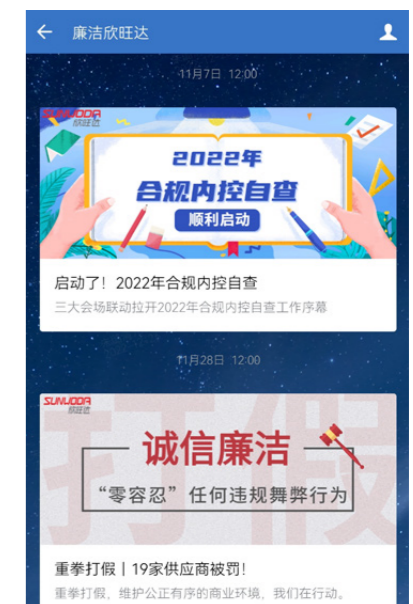 廉洁欣旺达
11月7日 12:00
SUNWODA
欣旺达
2022年
合规内控自查
顺利启动
启动了！2022年合规内控自查
三大会场联动拉开2022年合规内控自查工作序幕
11月28日 12:00
SUNWODA
欣旺达
打假
诚信廉洁
“零容忍”任何违规舞弊行为
重拳打假丨19家供应商被罚!
重拳打假，维护公正有序的商业环境，我们在行动。